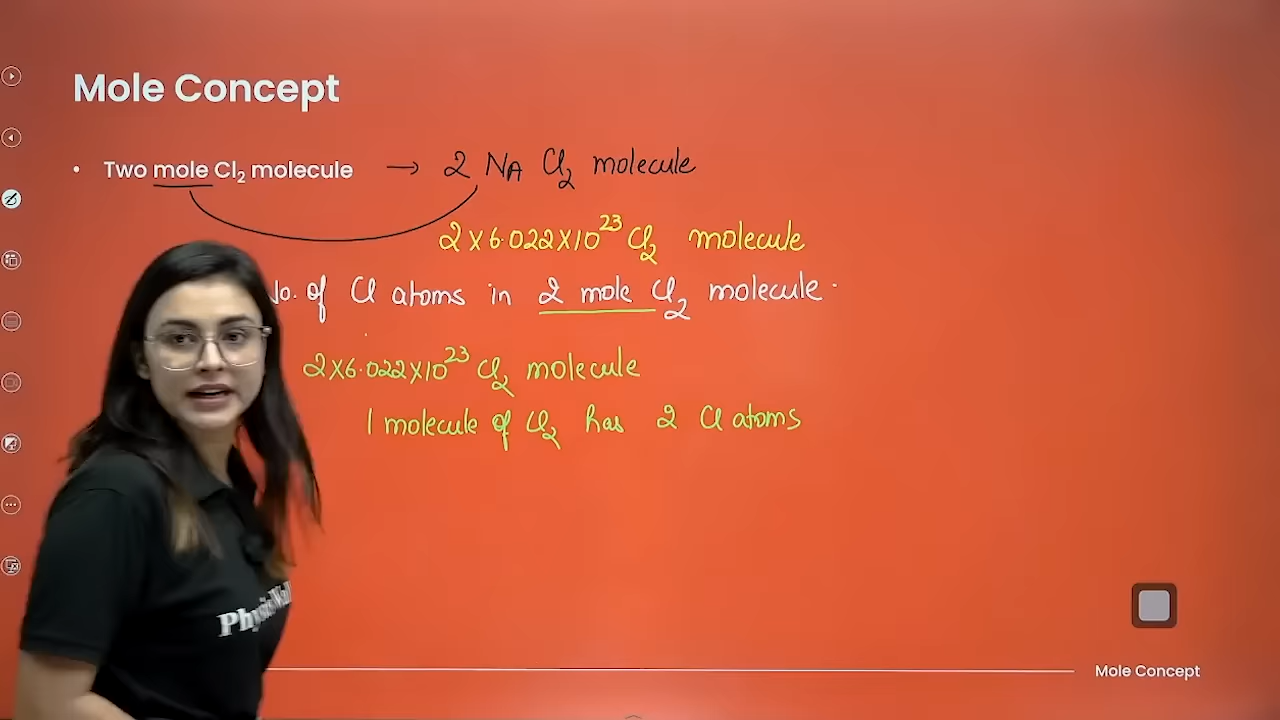 Mole Concept
• Two mole Cl₂ molecule → 2 NA Cl₂ molecule
2×6.022×10²³ Cl₂ molecule
No. of Cl atoms in 2 mole Cl₂ molecule.
2×6.022×10²³ Cl₂ molecule
1 molecule of Cl₂ has 2 Cl atoms
Mole Concept